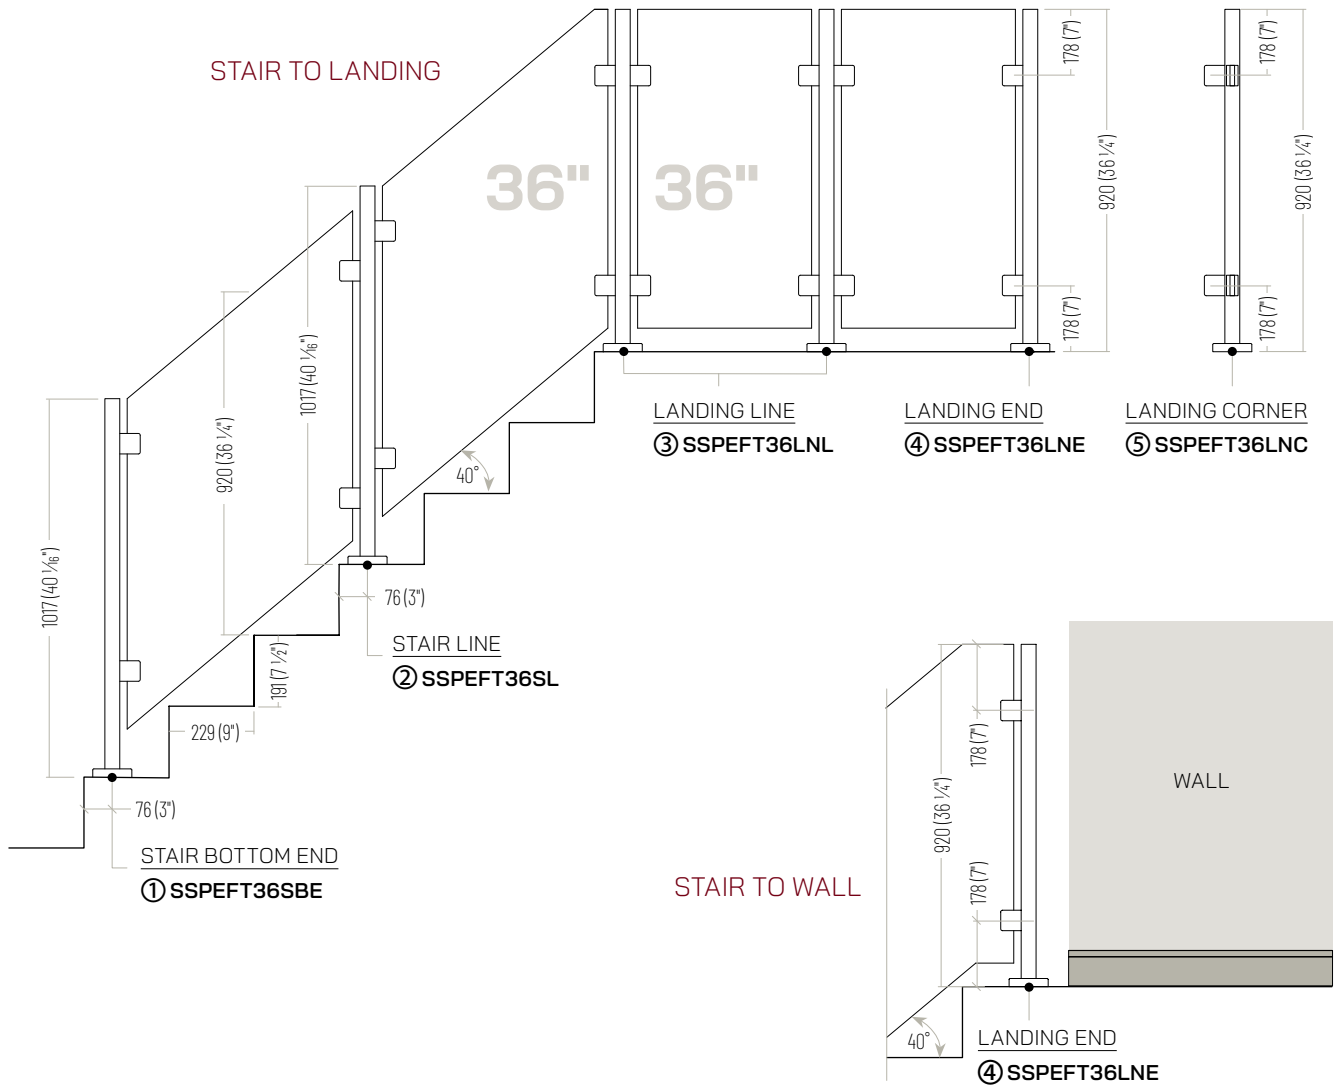 STAIR TO LANDING
36"
36"
178 (7")
920 (36 1/4")
178 (7")
178 (7")
920 (36 1/4")
178 (7")
1017 (40 1/16")
920 (36 1/4")
1017 (40 1/16")
40°
LANDING LINE
③ SSPEFT36LNL
LANDING END
④ SSPEFT36LNE
LANDING CORNER
⑤ SSPEFT36LNC
76 (3")
STAIR LINE
② SSPEFT36SL
191 (7 1/2")
229 (9")
76 (3")
STAIR BOTTOM END
① SSPEFT36SBE
STAIR TO WALL
178 (7")
920 (36 1/4")
178 (7")
WALL
40°
LANDING END
④ SSPEFT36LNE